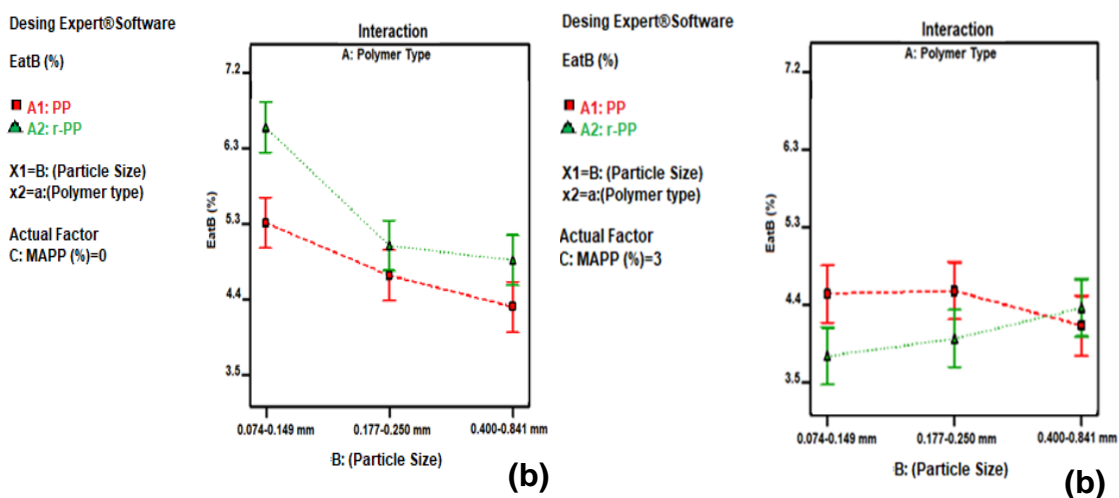 Desing Expert®Software
EatB (%)
A1: PP
A2: r-PP
X1=B: (Particle Size)
x2=a:(Polymer type)
Actual Factor
C: MAPP (%)=0
Interaction
A: Polymer Type
EatB (%)
7.2
6.3
5.3
4.4
3.5
0.074-0.149 mm
0.177-0.250 mm
0.400-0.841 mm
B: (Particle Size)
(b)
Desing Expert®Software
EatB (%)
A1: PP
A2: r-PP
X1=B: (Particle Size)
x2=a:(Polymer type)
Actual Factor
C: MAPP (%)=3
Interaction
A: Polymer Type
EatB (%)
7.2
6.3
5.3
4.4
3.5
0.074-0.149 mm
0.177-0.250 mm
0.400-0.841 mm
B: (Particle Size)
(b)